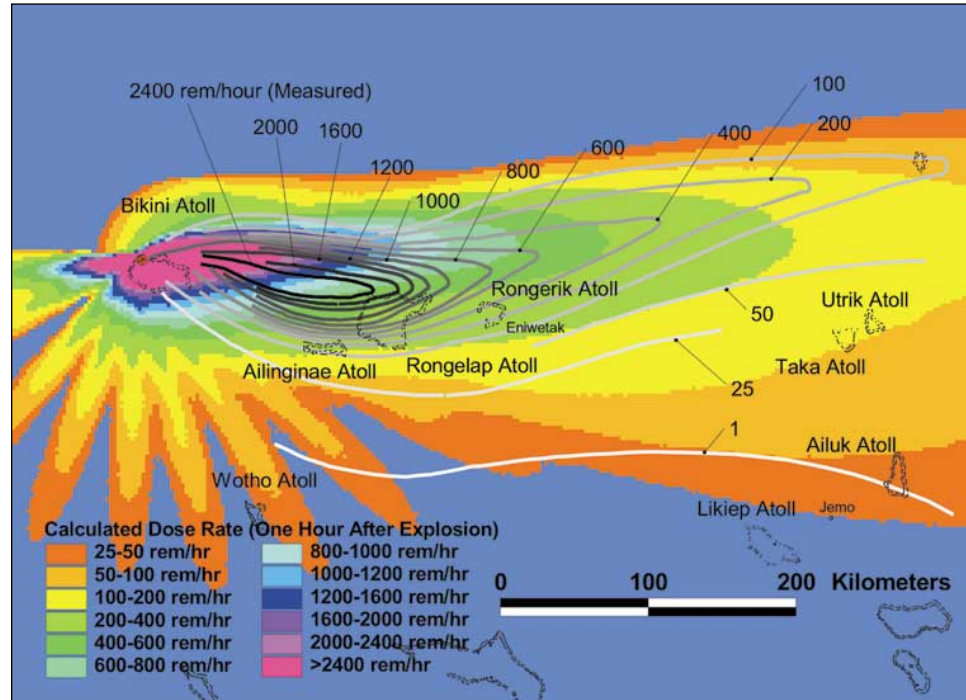 100
2400 rem/hour (Measured)
200
2000
1600
400
600
1200
800
1000
Bikini Atoll
Rongerik Atoll
Eniwetak
50
Utrik Atoll
Ailinginae Atoll
Rongelap Atoll
Taka Atoll
25
1
Ailuk Atoll
Wotho Atoll
Likiep Atoll
Jemo
Calculated Dose Rate (One Hour After Explosion)
25-50 rem/hr
50-100 rem/hr
100-200 rem/hr
200-400 rem/hr
400-600 rem/hr
600-800 rem/hr
800-1000 rem/hr
1000-1200 rem/hr
1200-1600 rem/hr
1600-2000 rem/hr
2000-2400 rem/hr
>2400 rem/hr
0 100 200 Kilometers